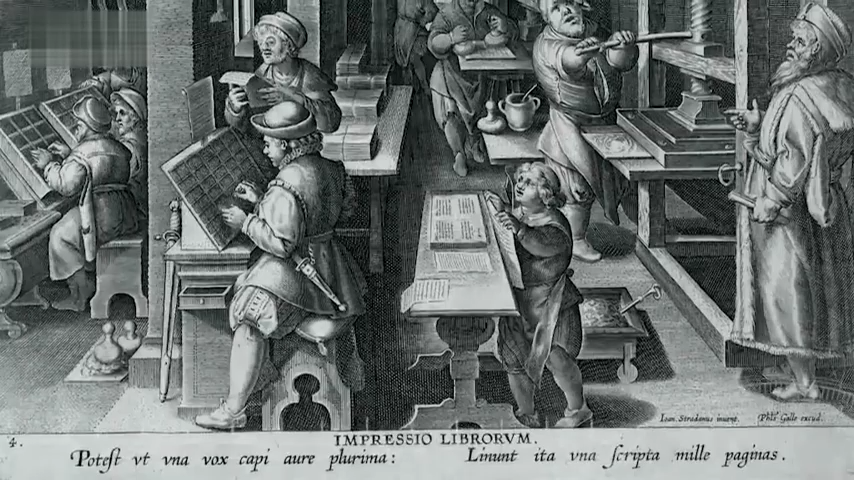 Ioan. Stradanus invent. Phl̃s Galle excud.
4.
IMPRESSIO LIBRORVM.
Poteſt vt vna vox capi aure plurima: Linunt ita vna ſcripta mille paginas.